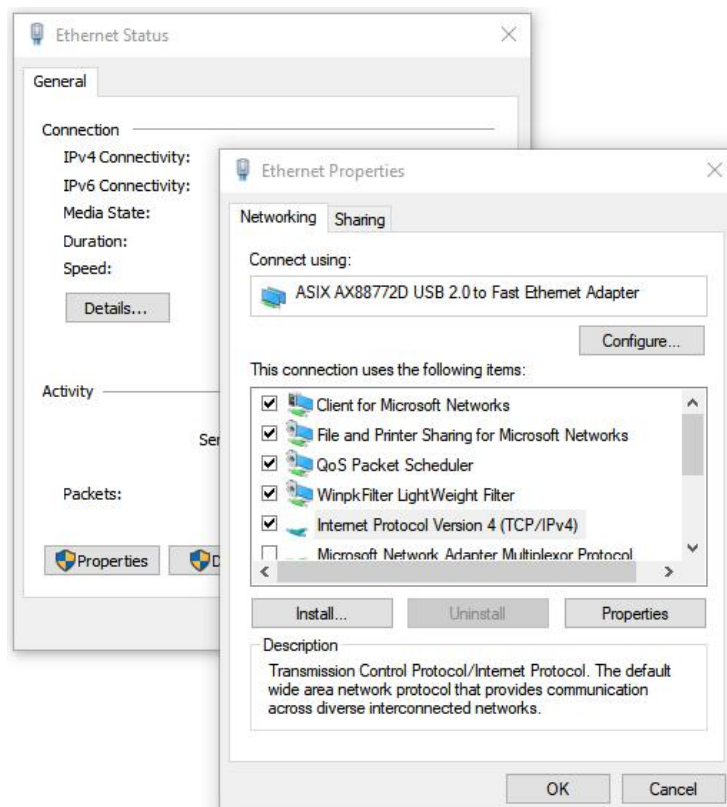 Ethernet Status
General
Connection
IPv4 Connectivity:
IPv6 Connectivity:
Media State:
Duration:
Speed:
Details...
Activity
Packets:
Properties
Ethernet Properties
Networking
Sharing
Connect using:
ASIX AX88772D USB 2.0 to Fast Ethernet Adapter
Configure...
This connection uses the following items:
Client for Microsoft Networks
File and Printer Sharing for Microsoft Networks
QoS Packet Scheduler
WinpkFilter LightWeight Filter
Internet Protocol Version 4 (TCP/IPv4)
Microsoft Network Adapter Multiplexor Protocol
Install...
Uninstall
Properties
Description
Transmission Control Protocol/Internet Protocol. The default
wide area network protocol that provides communication
across diverse interconnected networks.
OK
Cancel